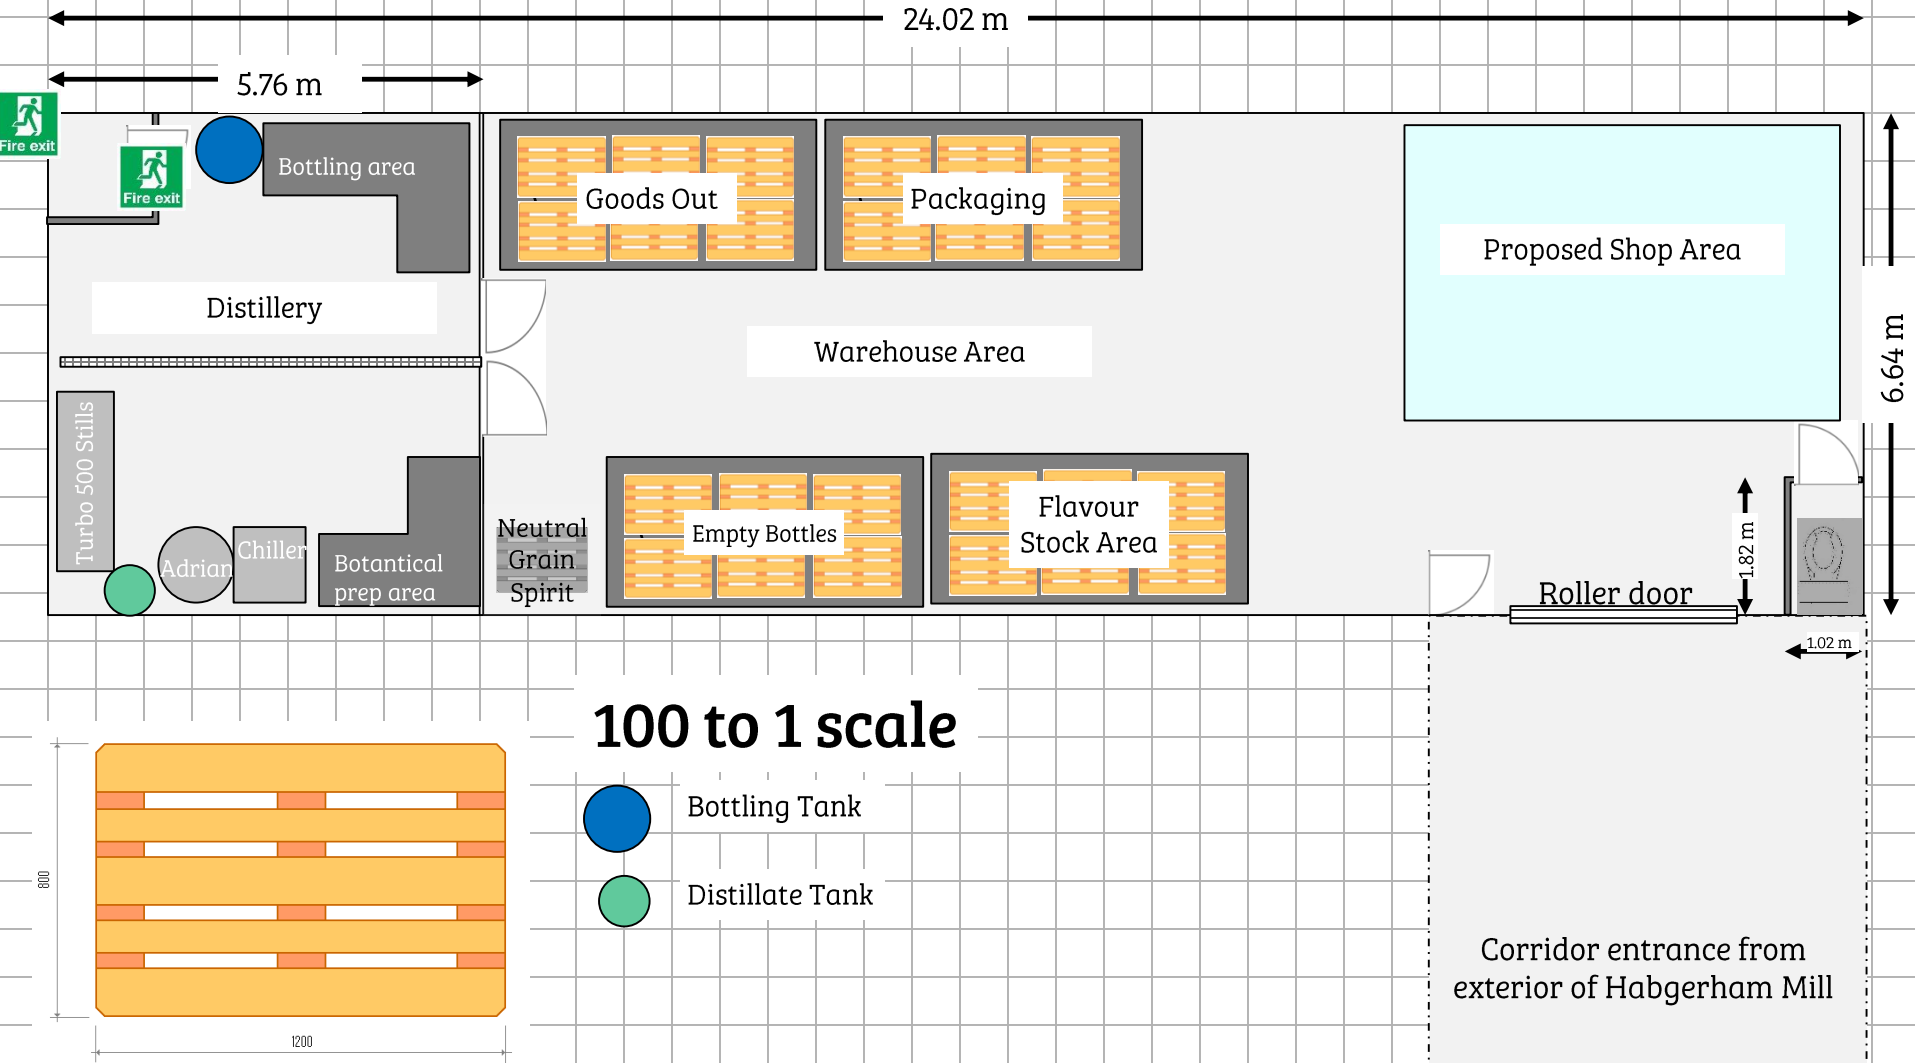 24.02 m
5.76 m
Fire exit
Fire exit
Bottling area
Goods Out
Packaging
Proposed Shop Area
Distillery
Warehouse Area
6.64 m
Turbo 500 Stills
Adrian
Chiller
Botantical
prep area
Neutral
Grain
Spirit
Empty Bottles
Flavour
Stock Area
1.82 m
Roller door
1.02 m
100 to 1 scale
Bottling Tank
Distillate Tank
800
1200
Corridor entrance from
exterior of Habgerham Mill